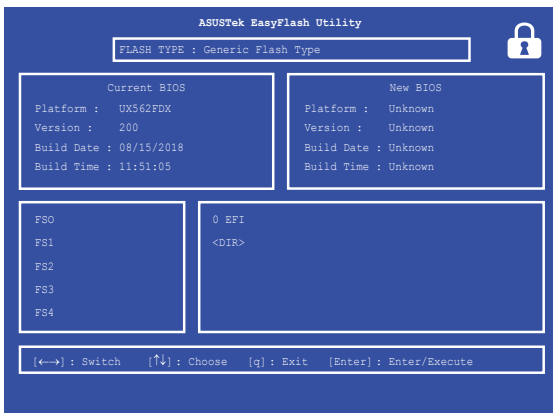 ASUSTek EasyFlash Utility
FLASH TYPE : Generic Flash Type
Current BIOS
Platform : UX562FDX
Version : 200
Build Date : 08/15/2018
Build Time : 11:51:05
New BIOS
Platform : Unknown
Version : Unknown
Build Date : Unknown
Build Time : Unknown
FSO
FS1
FS2
FS3
FS4
0 EFI
<DIR>
[←→] : Switch [↑↓] : Choose [q] : Exit [Enter] : Enter/Execute